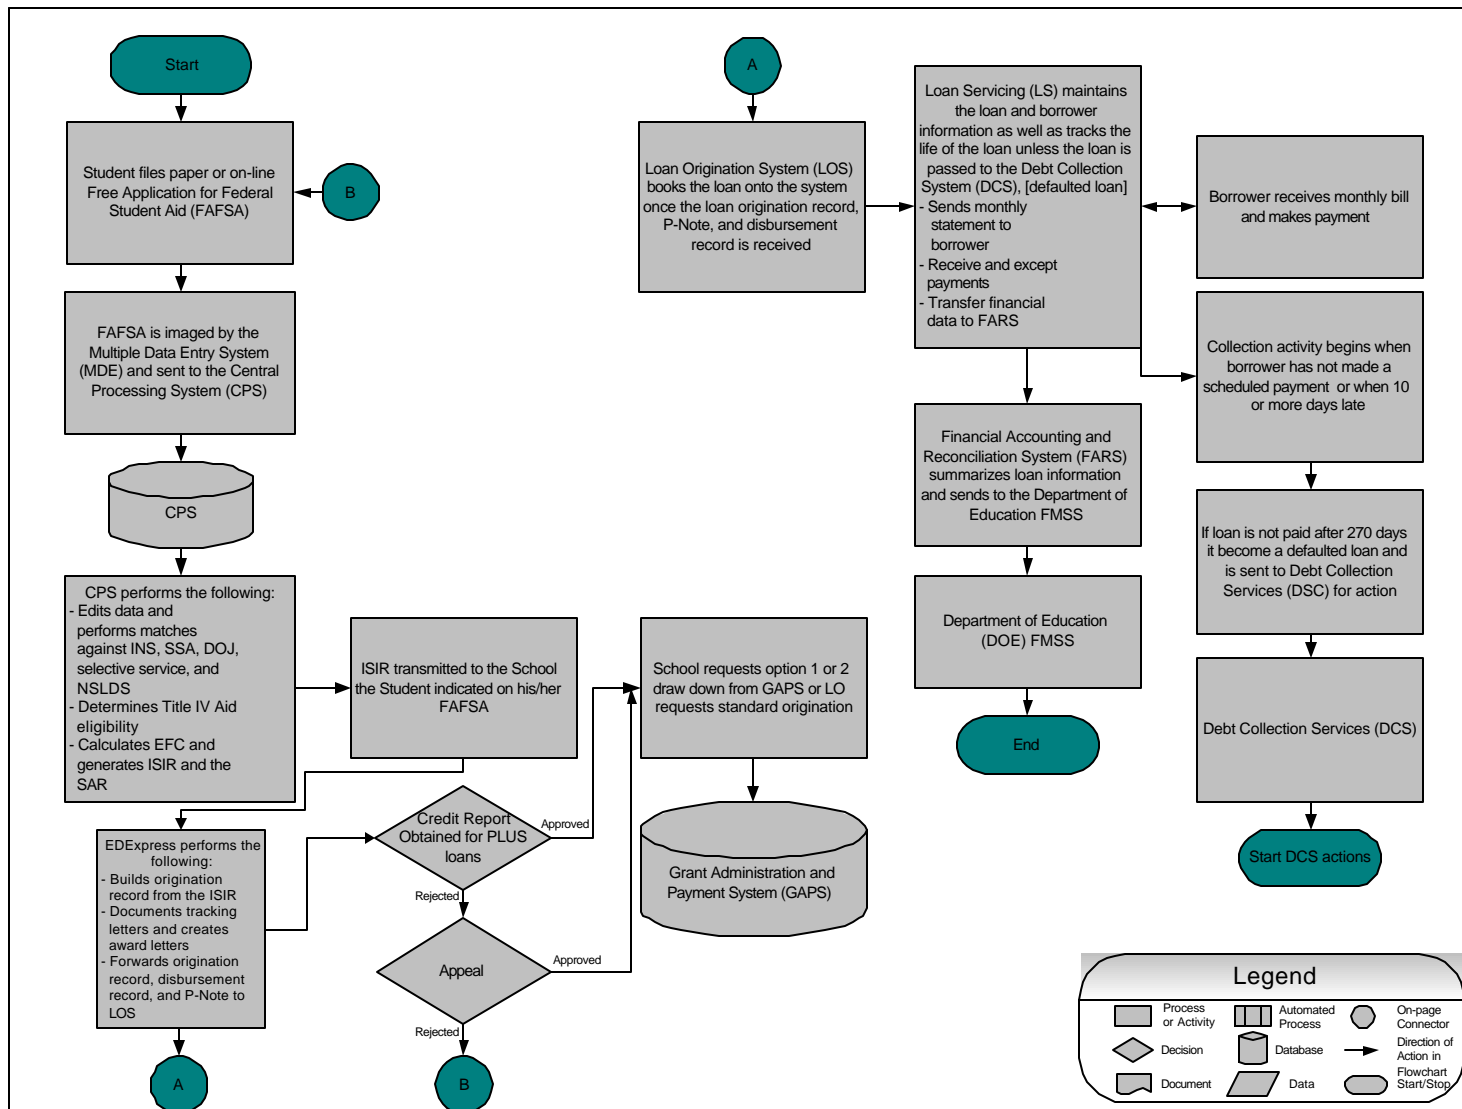 Start
Student files paper or on-line
Free Application for Federal
Student Aid (FAFSA)
B
FAFSA is imaged by the
Multiple Data Entry System
(MDE) and sent to the Central
Processing System (CPS)
CPS
CPS performs the following:
- Edits data and
performs matches
against INS, SSA, DOJ,
selective service, and
NSLDS
- Determines Title IV Aid
eligibility
- Calculates EFC and
generates ISIR and the
SAR
ISIR transmitted to the School
the Student indicated on his/her
FAFSA
EDExpress performs the
following:
- Builds origination
record from the ISIR
- Documents tracking
letters and creates
award letters
- Forwards origination
record, disbursement
record, and P-Note to
LOS
A
Credit Report
Obtained for PLUS
loans
Approved
Rejected
Appeal
Approved
Rejected
B
School requests option 1 or 2
draw down from GAPS or LO
requests standard origination
Grant Administration and
Payment System (GAPS)
A
Loan Origination System (LOS)
books the loan onto the system
once the loan origination record,
P-Note, and disbursement
record is received
Loan Servicing (LS) maintains
the loan and borrower
information as well as tracks the
life of the loan unless the loan is
passed to the Debt Collection
System (DCS), [defaulted loan]
- Sends monthly
statement to
borrower
- Receive and except
payments
- Transfer financial
data to FARS
Borrower receives monthly bill
and makes payment
Collection activity begins when
borrower has not made a
scheduled payment or when 10
or more days late
If loan is not paid after 270 days
it become a defaulted loan and
is sent to Debt Collection
Services (DSC) for action
Debt Collection Services (DCS)
Start DCS actions
Financial Accounting and
Reconciliation System (FARS)
summarizes loan information
and sends to the Department of
Education FMSS
Department of Education
(DOE) FMSS
End
Legend
Process
or Activity
Automated
Process
On-page
Connector
Decision
Database
Direction of
Action in
Document
Data
Flowchart
Start/Stop